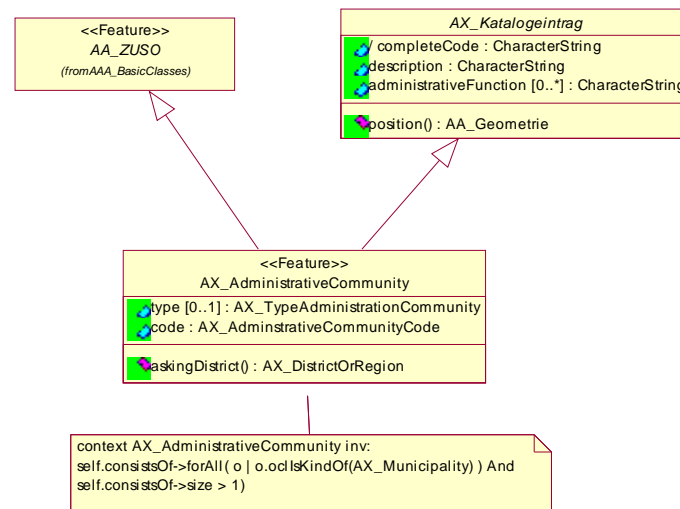 <<Feature>>
AA_ZUSO
(fromAAA_BasicClasses)
AX_Katalogeintrag
/ completeCode : CharacterString
description : CharacterString
administrativeFunction [0..*] : CharacterString
position() : AA_Geometrie
<<Feature>>
AX_AdministrativeCommunity
type [0..1] : AX_TypeAdministrationCommunity
code : AX_AdminstrativeCommunityCode
askingDistrict() : AX_DistrictOrRegion
context AX_AdministrativeCommunity inv:
self.consistsOf->forAll( o | o.oclIsKindOf(AX_Municipality) ) And
self.consistsOf->size > 1)